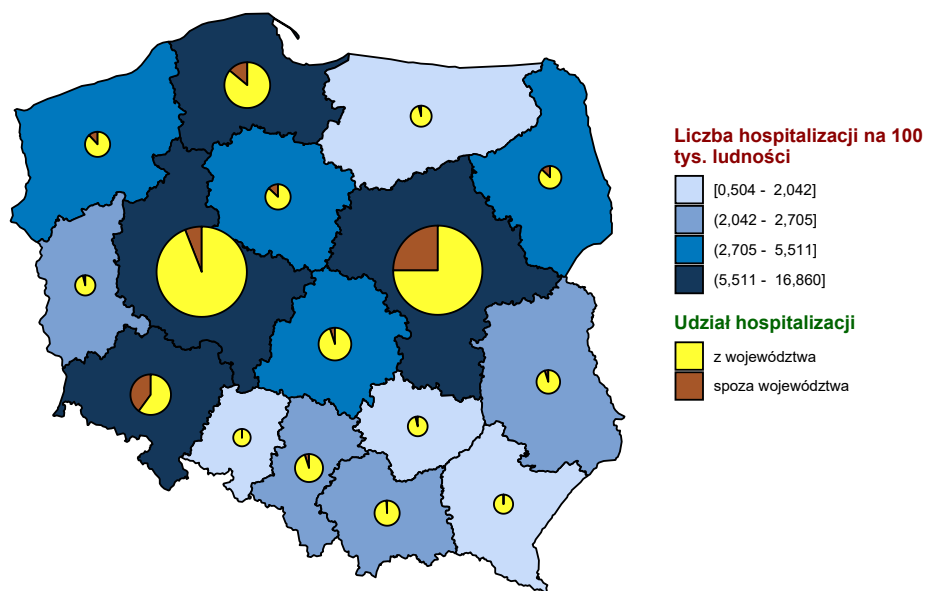 Liczba hospitalizacji na 100
tys. ludności
[0,504 - 2,042]
(2,042 - 2,705]
(2,705 - 5,511]
(5,511 - 16,860]
Udział hospitalizacji
z województwa
spoza województwa